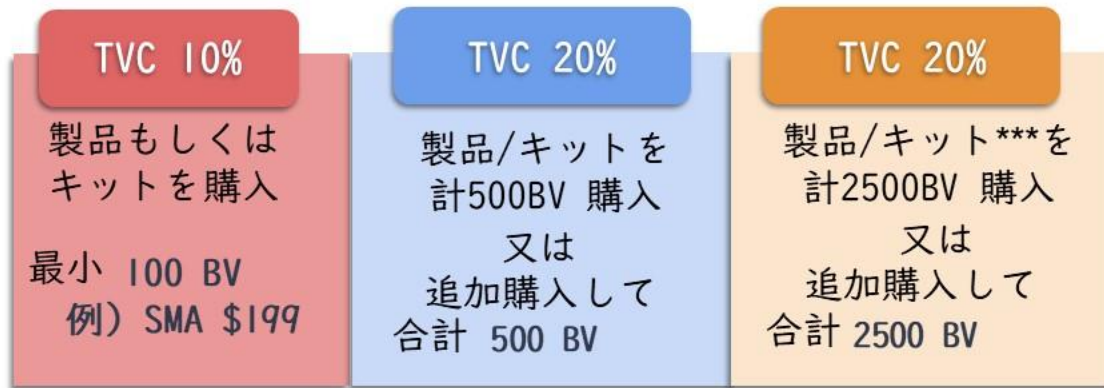 TVC 10%
製品もしくは
キットを購入
最小 100 BV
例) SMA $199
TVC 20%
製品/キットを
計500BV 購入
又は
追加購入して
合計 500 BV
TVC 20%
製品/キット***を
計2500BV 購入
又は
追加購入して
合計 2500 BV